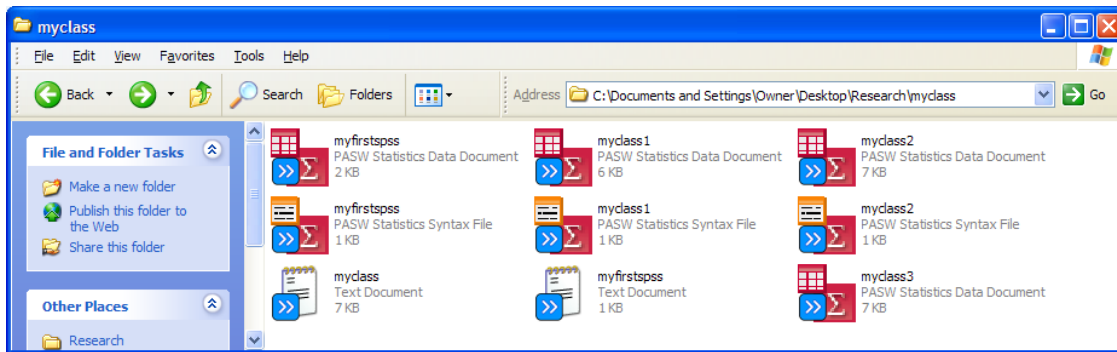 myclass
File Edit View Favorites Tools Help
Back Search Folders Address C:\Documents and Settings\Owner\Desktop\Research\myclass Go
File and Folder Tasks
Make a new folder
Publish this folder to
the Web
Share this folder
Other Places
Research
myfirstspss
PASW Statistics Data Document
2 KB
myclass1
PASW Statistics Data Document
6 KB
myclass2
PASW Statistics Data Document
7 KB
myfirstspss
PASW Statistics Syntax File
1 KB
myclass1
PASW Statistics Syntax File
1 KB
myclass2
PASW Statistics Syntax File
1 KB
myclass
Text Document
7 KB
myfirstspss
Text Document
1 KB
myclass3
PASW Statistics Data Document
7 KB